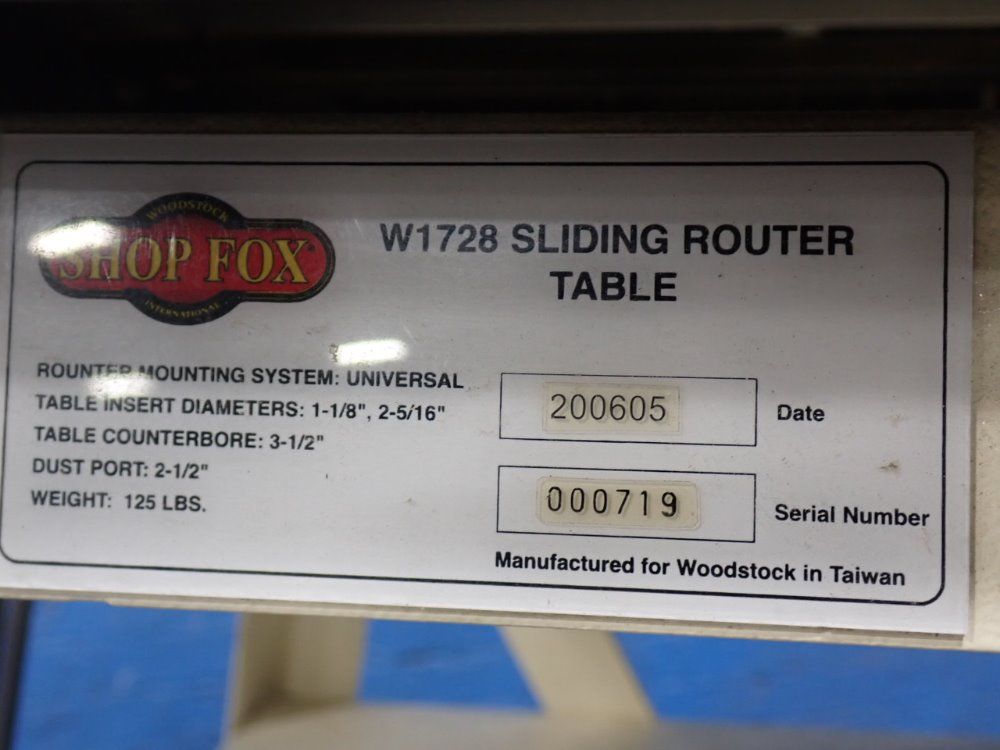 WOODSTOCK
SHOP FOX®
INTERNATIONAL
W1728 SLIDING ROUTER
TABLE
ROUNTER MOUNTING SYSTEM: UNIVERSAL
TABLE INSERT DIAMETERS: 1-1/8", 2-5/16"
TABLE COUNTERBORE: 3-1/2"
DUST PORT: 2-1/2"
WEIGHT: 125 LBS.
200605 Date
000719 Serial Number
Manufactured for Woodstock in Taiwan